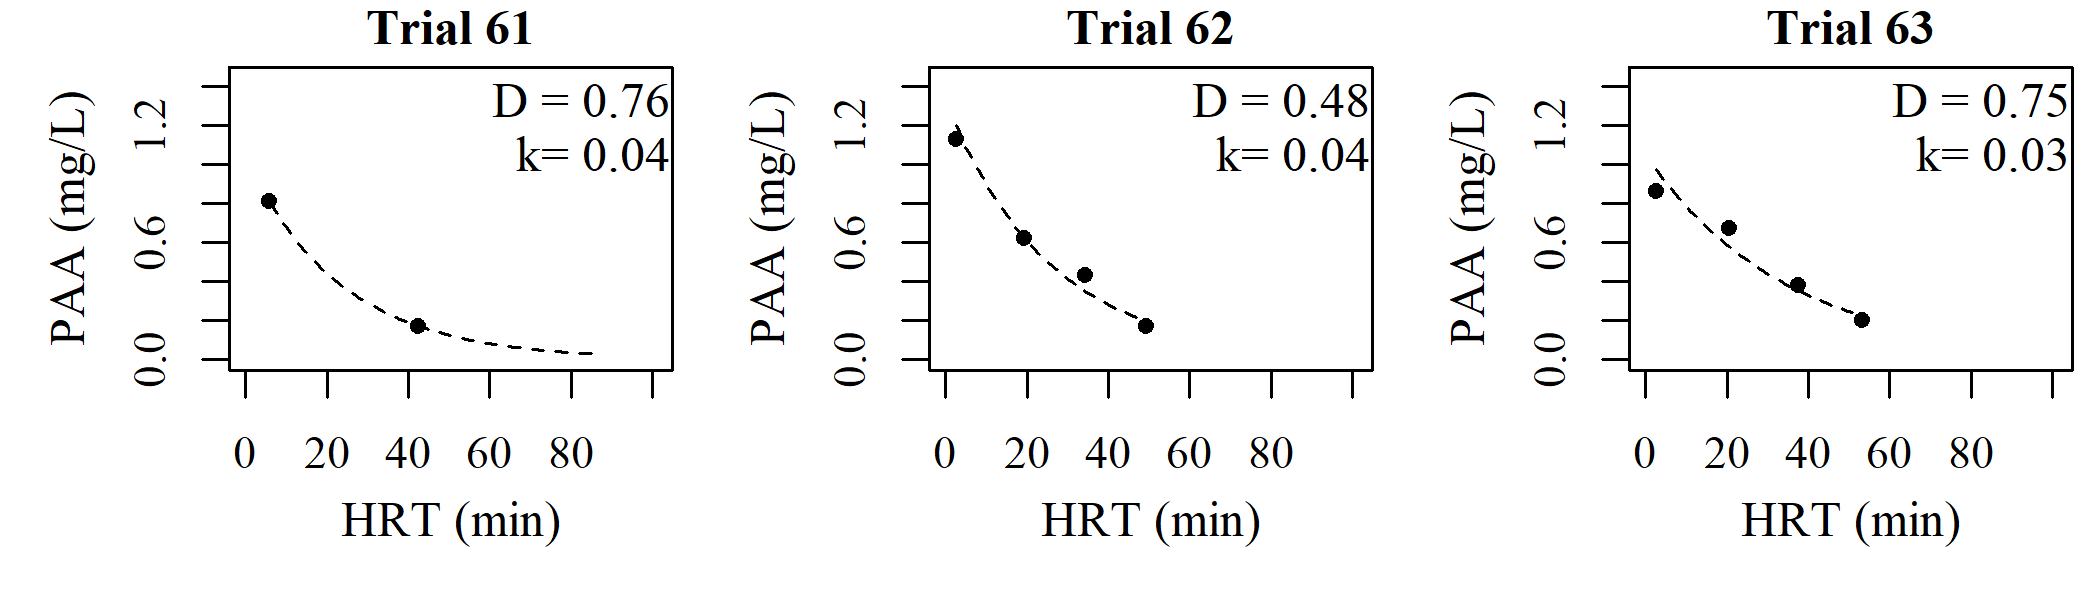 Trial 61
D = 0.76
k= 0.04
PAA (mg/L)
1.2
0.6
0.0
0 20 40 60 80
HRT (min)
Trial 62
D = 0.48
k= 0.04
PAA (mg/L)
1.2
0.6
0.0
0 20 40 60 80
HRT (min)
Trial 63
D = 0.75
k= 0.03
PAA (mg/L)
1.2
0.6
0.0
0 20 40 60 80
HRT (min)